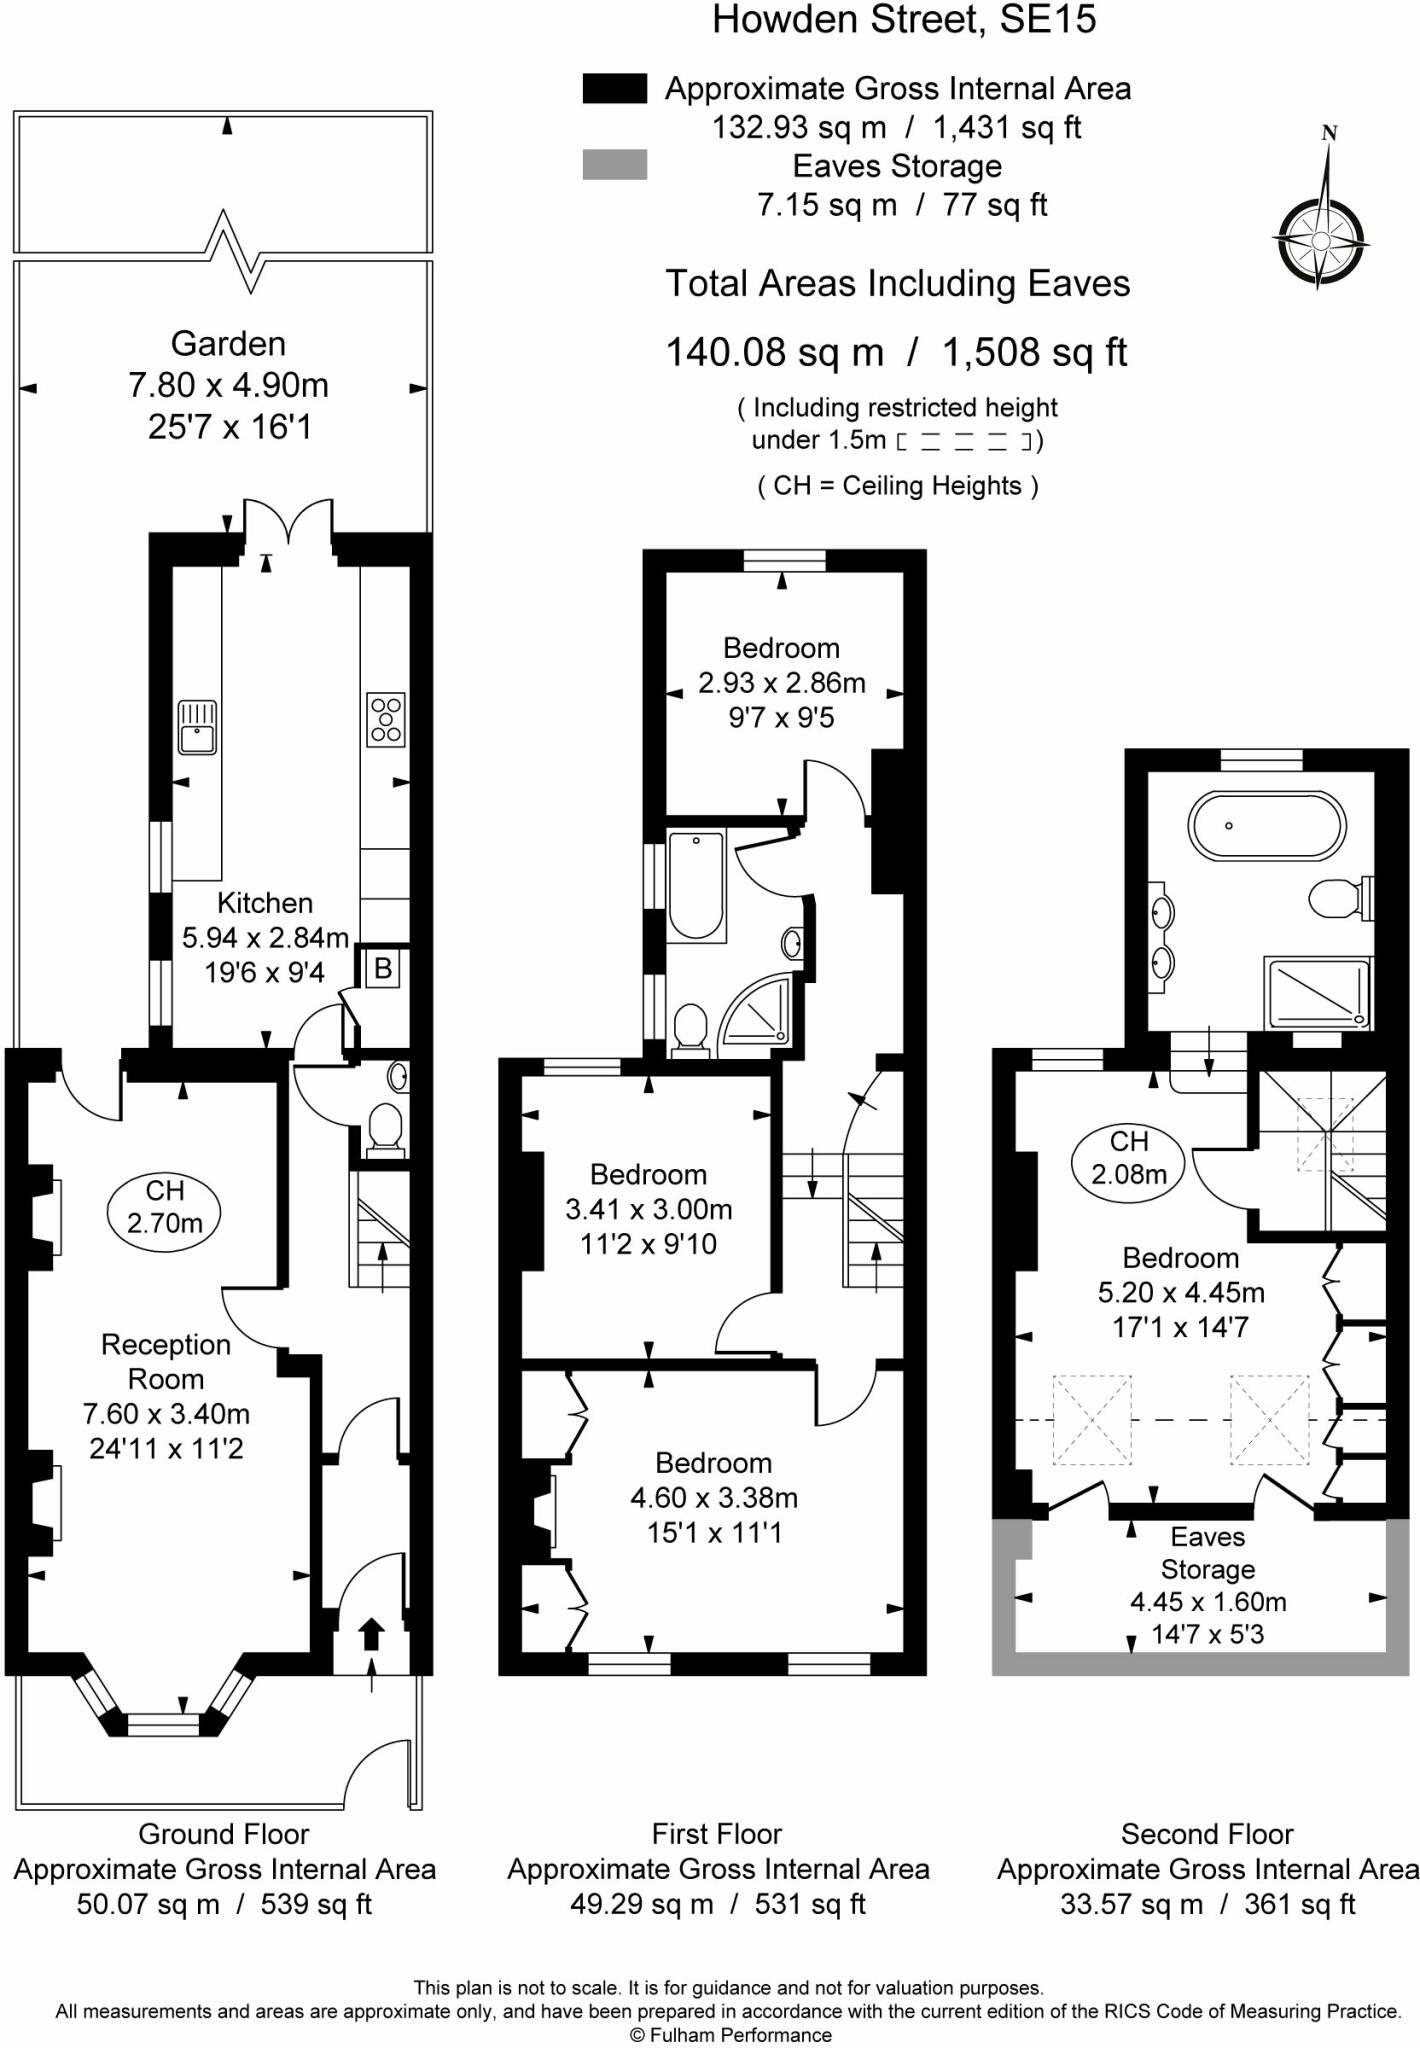 Howden Street, SE15
Approximate Gross Internal Area
132.93 sq m / 1,431 sq ft
Eaves Storage
7.15 sq m / 77 sq ft
N
Total Areas Including Eaves
140.08 sq m / 1,508 sq ft
( Including restricted height
under 1.5m )
( CH = Ceiling Heights )
Garden
7.80 x 4.90m
25'7 x 16'1
Kitchen
5.94 x 2.84m
19'6 x 9'4
B
CH
2.70m
Reception
Room
7.60 x 3.40m
24'11 x 11'2
Ground Floor
Approximate Gross Internal Area
50.07 sq m / 539 sq ft
Bedroom
2.93 x 2.86m
9'7 x 9'5
Bedroom
3.41 x 3.00m
11'2 x 9'10
Bedroom
4.60 x 3.38m
15'1 x 11'1
First Floor
Approximate Gross Internal Area
49.29 sq m / 531 sq ft
CH
2.08m
Bedroom
5.20 x 4.45m
17'1 x 14'7
Eaves
Storage
4.45 x 1.60m
14'7 x 5'3
Second Floor
Approximate Gross Internal Area
33.57 sq m / 361 sq ft
This plan is not to scale. It is for guidance and not for valuation purposes.
All measurements and areas are approximate only, and have been prepared in accordance with the current edition of the RICS Code of Measuring Practice.
© Fulham Performance